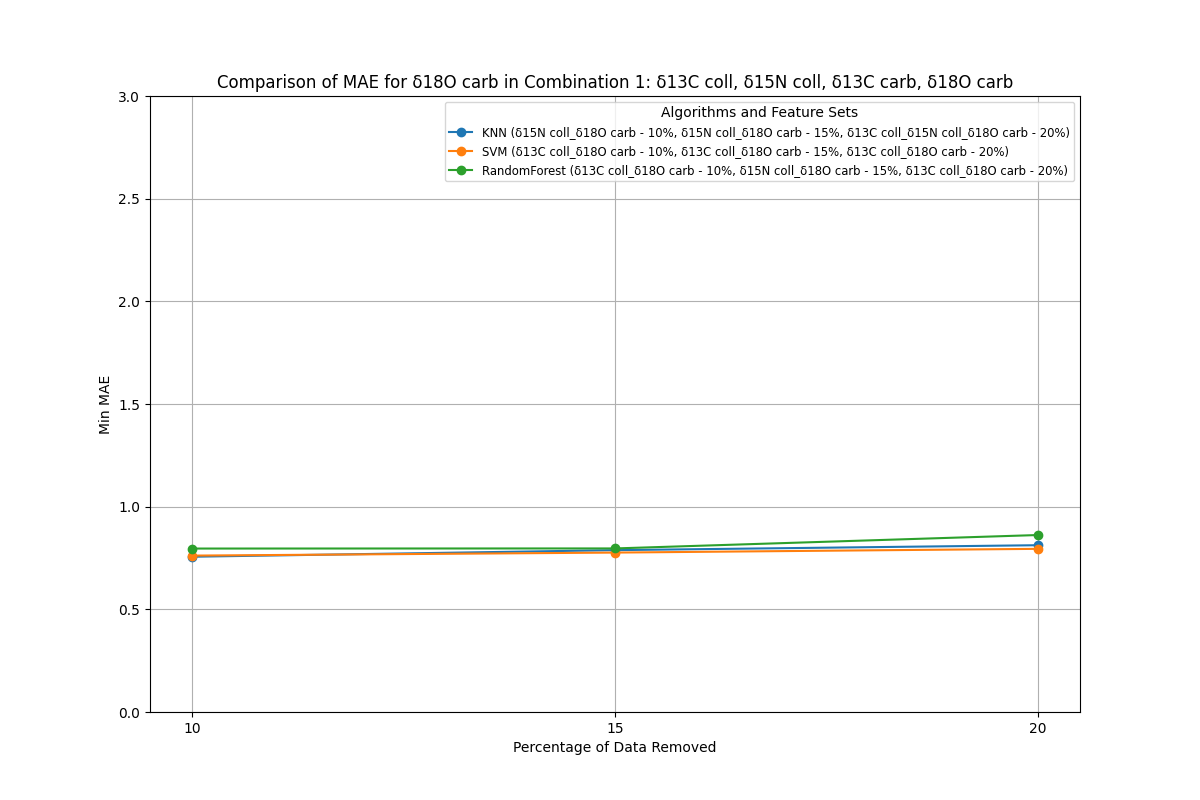 Comparison of MAE for δ18O carb in Combination 1: δ13C coll, δ15N coll, δ13C carb, δ18O carb
Algorithms and Feature Sets
KNN (δ15N coll_δ18O carb - 10%, δ15N coll_δ18O carb - 15%, δ13C coll_δ15N coll_δ18O carb - 20%)
SVM (δ13C coll_δ18O carb - 10%, δ13C coll_δ18O carb - 15%, δ13C coll_δ18O carb - 20%)
RandomForest (δ13C coll_δ18O carb - 10%, δ15N coll_δ18O carb - 15%, δ13C coll_δ18O carb - 20%)
3.0
2.5
2.0
1.5
1.0
0.5
0.0
Min MAE
10
15
20
Percentage of Data Removed